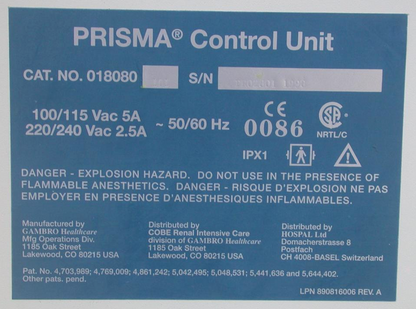 PRISMA® Control Unit
CAT. NO. 018080 S/N
100/115 Vac 5A
220/240 Vac 2.5A ~ 50/60 Hz
CE
0086
SA
NRTL/C
IPX1
DANGER - EXPLOSION HAZARD. DO NOT USE IN THE PRESENCE OF
FLAMMABLE ANESTHETICS. DANGER - RISQUE D'EXPLOSION NE PAS
EMPLOYER EN PRESENCE D'ANESTHESIQUES INFLAMMABLES.
Manufactured by
GAMBRO Healthcare
Mfg Operations Div.
1185 Oak Street
Lakewood, CO 80215 USA
Distributed by
COBE Renal Intensive Care
division of GAMBRO Healthcare
1185 Oak Street
Lakewood, CO 80215 USA
Distributed by
HOSPAL Ltd
Domacherstrasse 8
Postfach
CH 4008-BASEL Switzerland
Pat. No. 4,703,989; 4,769,009; 4,861,242; 5,042,495; 5,048,531; 5,441,636 and 5,644,402.
Other pats. pend.
LPN 890816006 REV. A